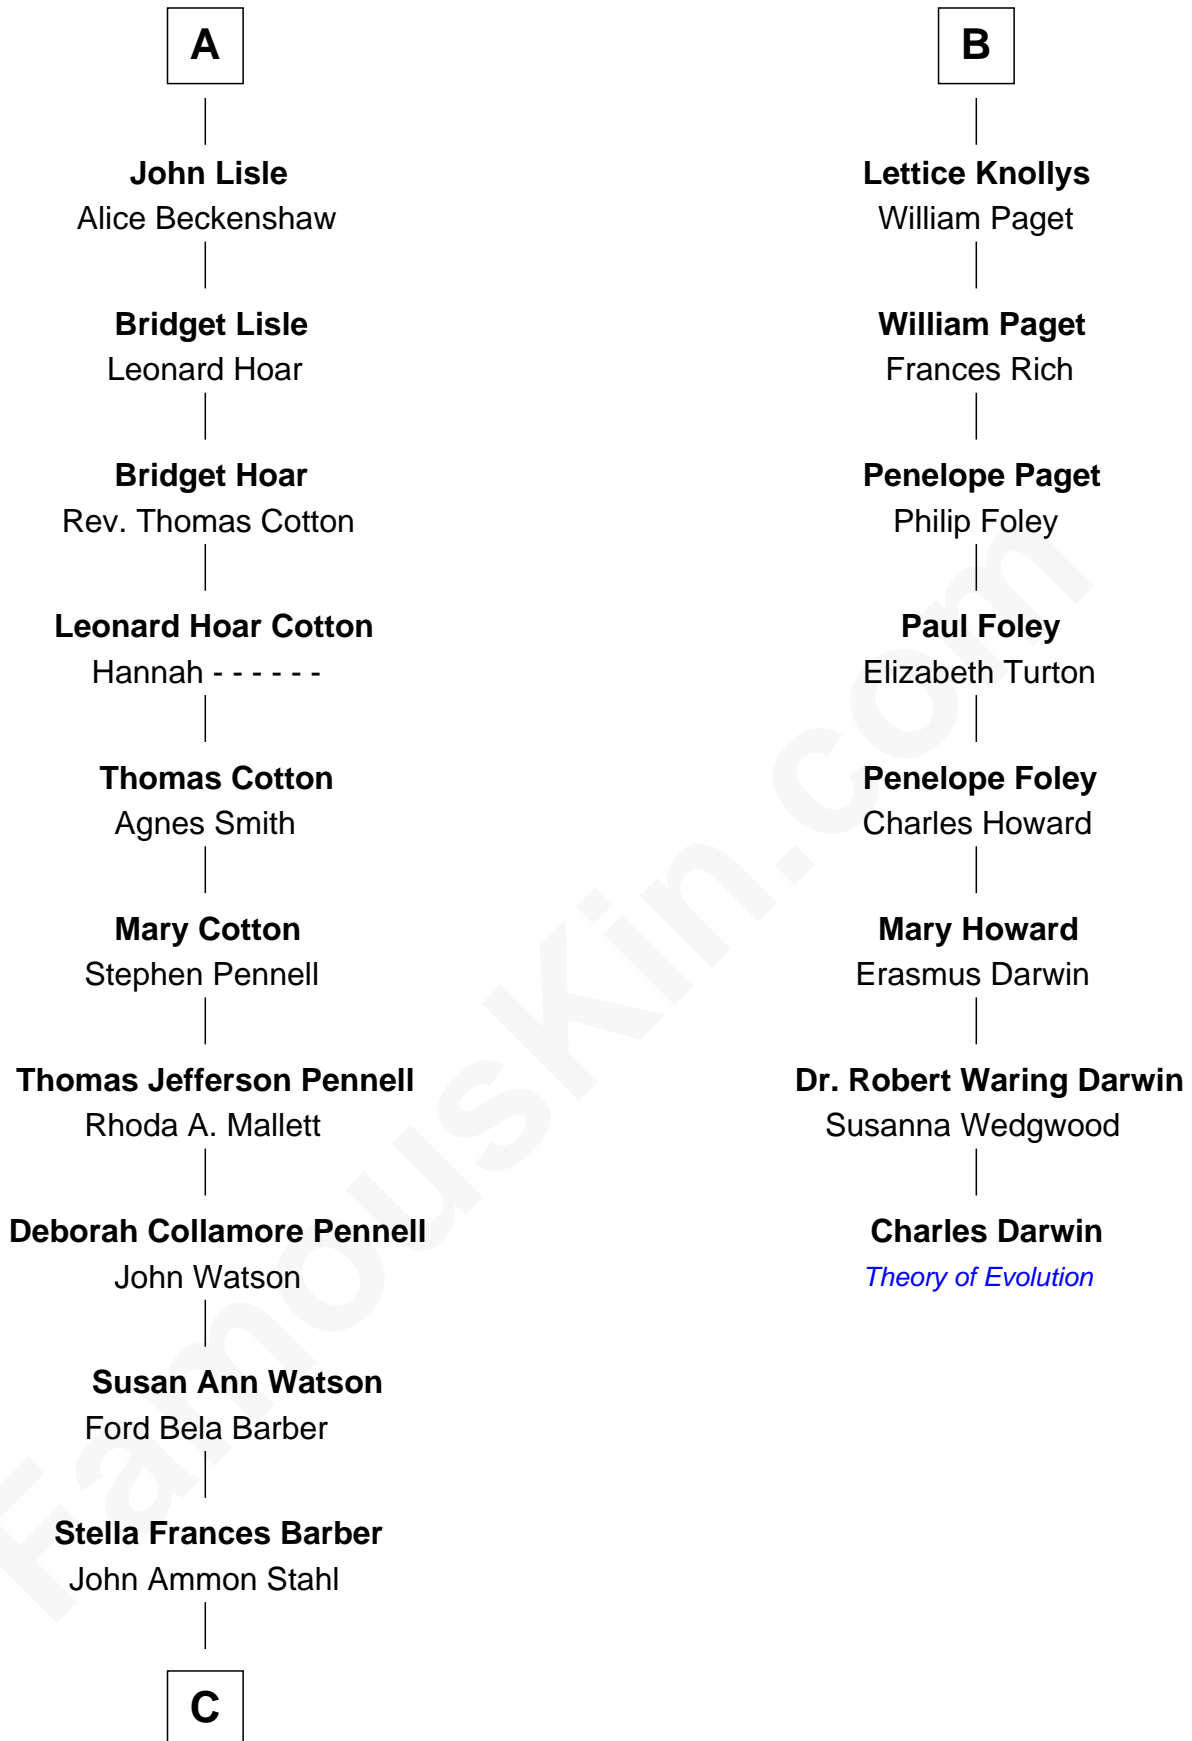 A
John Lisle
Alice Beckenshaw
Bridget Lisle
Leonard Hoar
Bridget Hoar
Rev. Thomas Cotton
Leonard Hoar Cotton
Hannah - - - - - -
Thomas Cotton
Agnes Smith
Mary Cotton
Stephen Pennell
Thomas Jefferson Pennell
Rhoda A. Mallett
Deborah Collamore Pennell
John Watson
Susan Ann Watson
Ford Bela Barber
Stella Frances Barber
John Ammon Stahl
C
B
Lettice Knollys
William Paget
William Paget
Frances Rich
Penelope Paget
Philip Foley
Paul Foley
Elizabeth Turton
Penelope Foley
Charles Howard
Mary Howard
Erasmus Darwin
Dr. Robert Waring Darwin
Susanna Wedgwood
Charles Darwin
Theory of Evolution
FamousKin.com